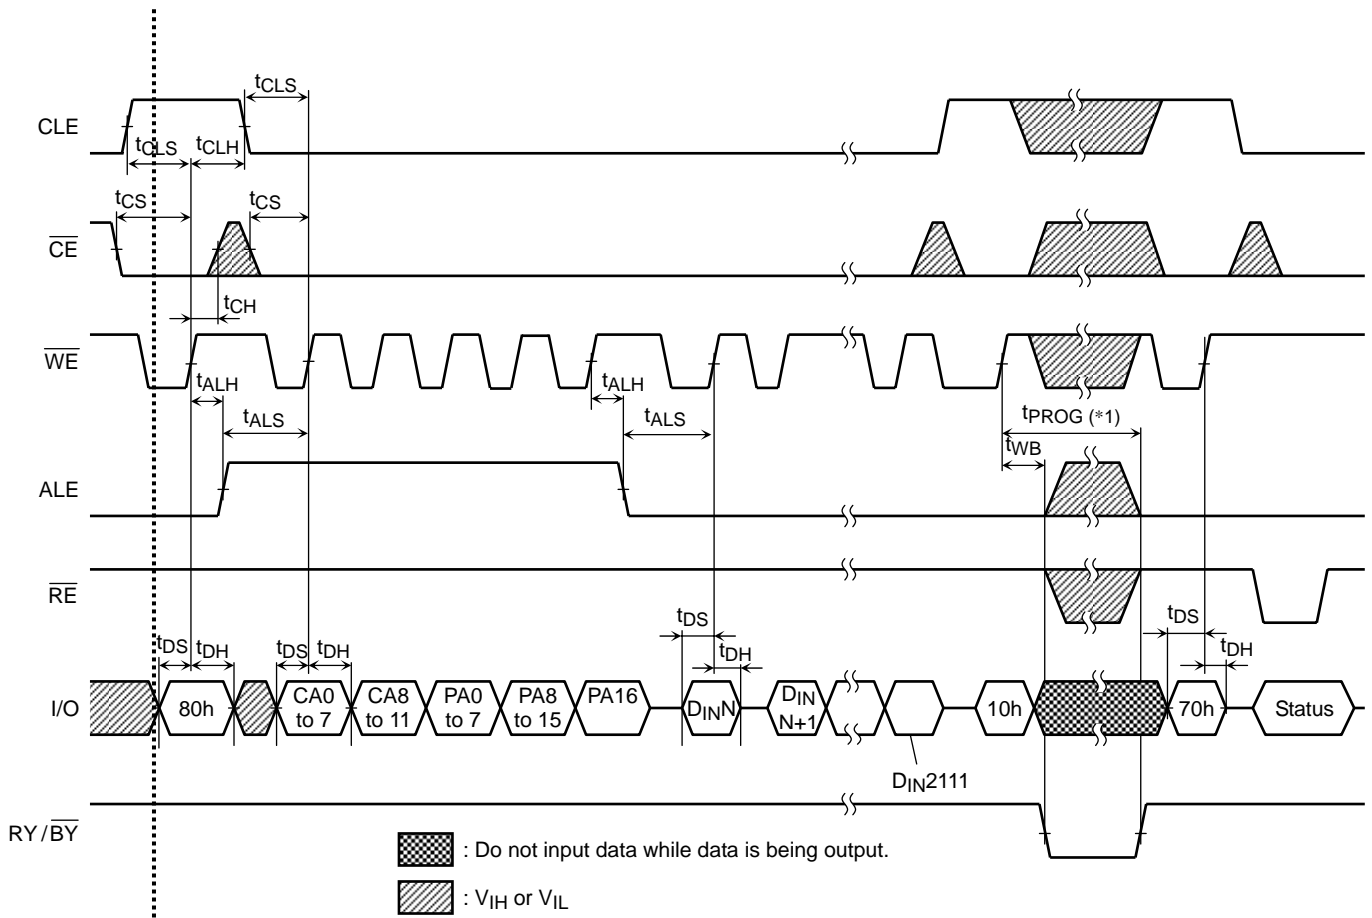 tCLS
CLE
tCLS tCLH
tCS tCS
CE
tCH
WE
tALH tALH
tALS tALS tPROG (*1)
tWB
ALE
RE
tDS tDH tDS tDH tDS tDH tDS tDH
I/O 80h CA0 to 7 CA8 to 11 PA0 to 7 PA8 to 15 PA16 DINN DIN N+1 10h 70h Status
DIN2111
RY/BY
: Do not input data while data is being output.
: VIH or VIL